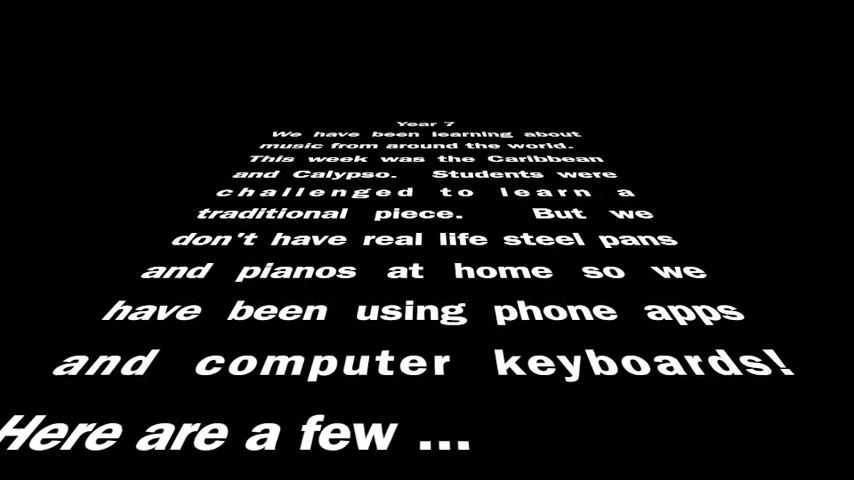 Year 7
We have been learning about
music from around the world.
This week was the Caribbean
and Calypso. Students were
challenged to learn a
traditional piece. But we
don't have real life steel pans
and pianos at home so we
have been using phone apps
and computer keyboards!
Here are a few ...